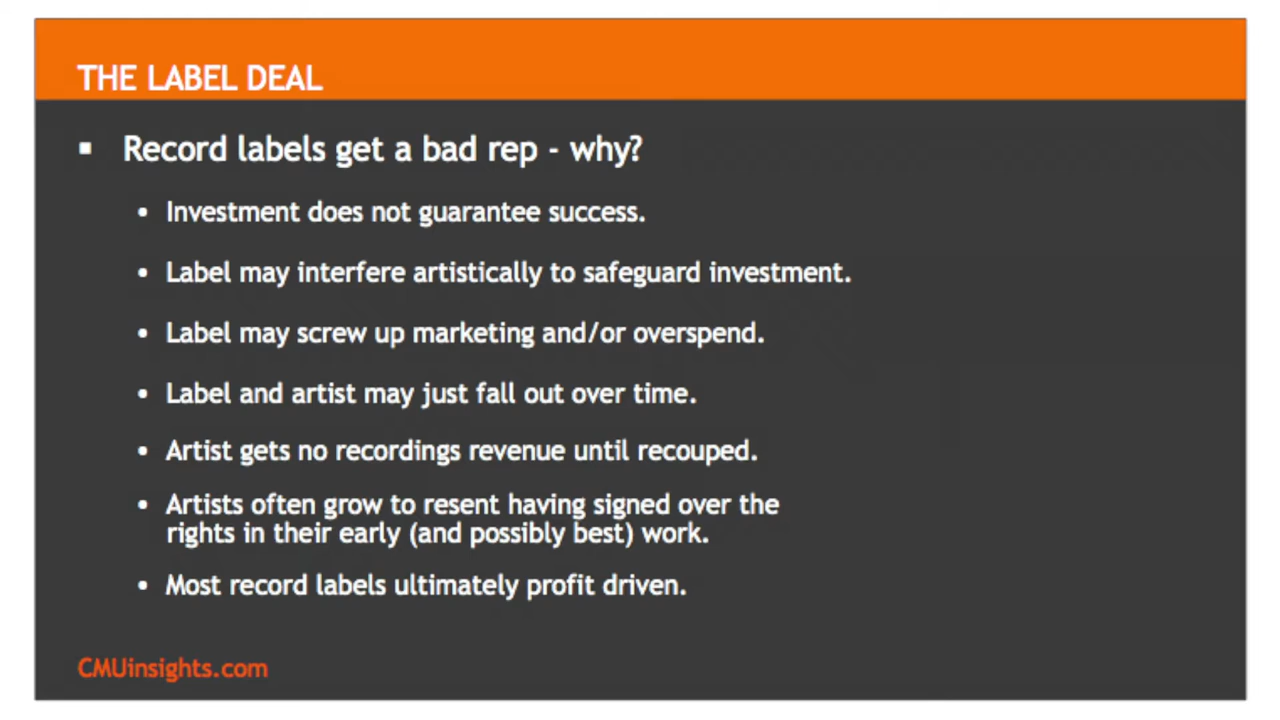 THE LABEL DEAL
▪ Record labels get a bad rep - why?
• Investment does not guarantee success.
• Label may interfere artistically to safeguard investment.
• Label may screw up marketing and/or overspend.
• Label and artist may just fall out over time.
• Artist gets no recordings revenue until recouped.
• Artists often grow to resent having signed over the
rights in their early (and possibly best) work.
• Most record labels ultimately profit driven.
CMUinsights.com